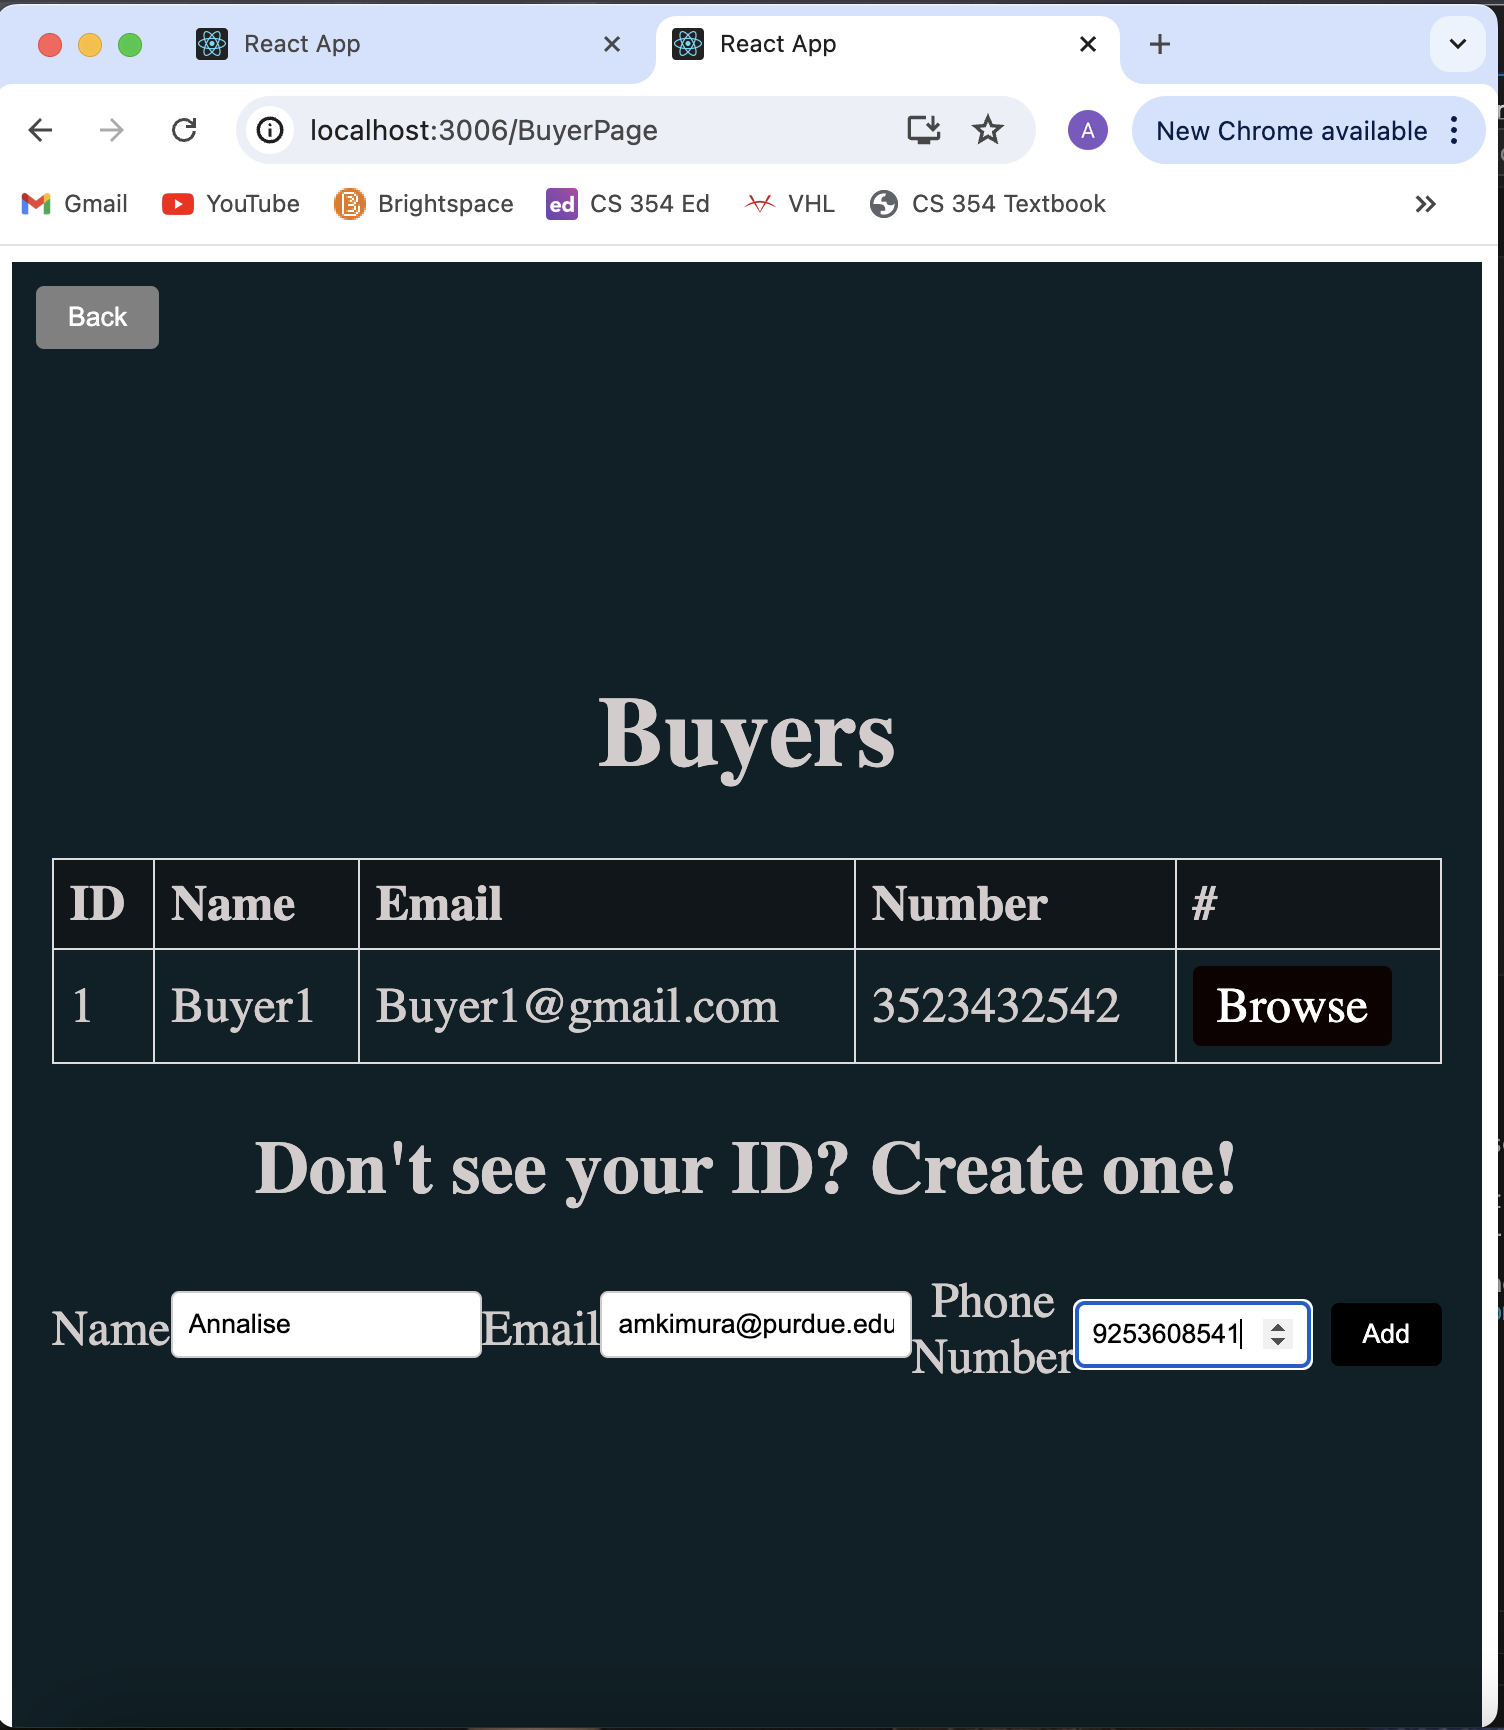 React App
React App
localhost:3006/BuyerPage
A
New Chrome available
Gmail
YouTube
Brightspace
ed CS 354 Ed
VHL
CS 354 Textbook
Back
Buyers
ID Name Email Number #
1 Buyer1 Buyer1@gmail.com 3523432542 Browse
Don't see your ID? Create one!
Name Annalise Email amkimura@purdue.edu Phone Number 9253608541 Add